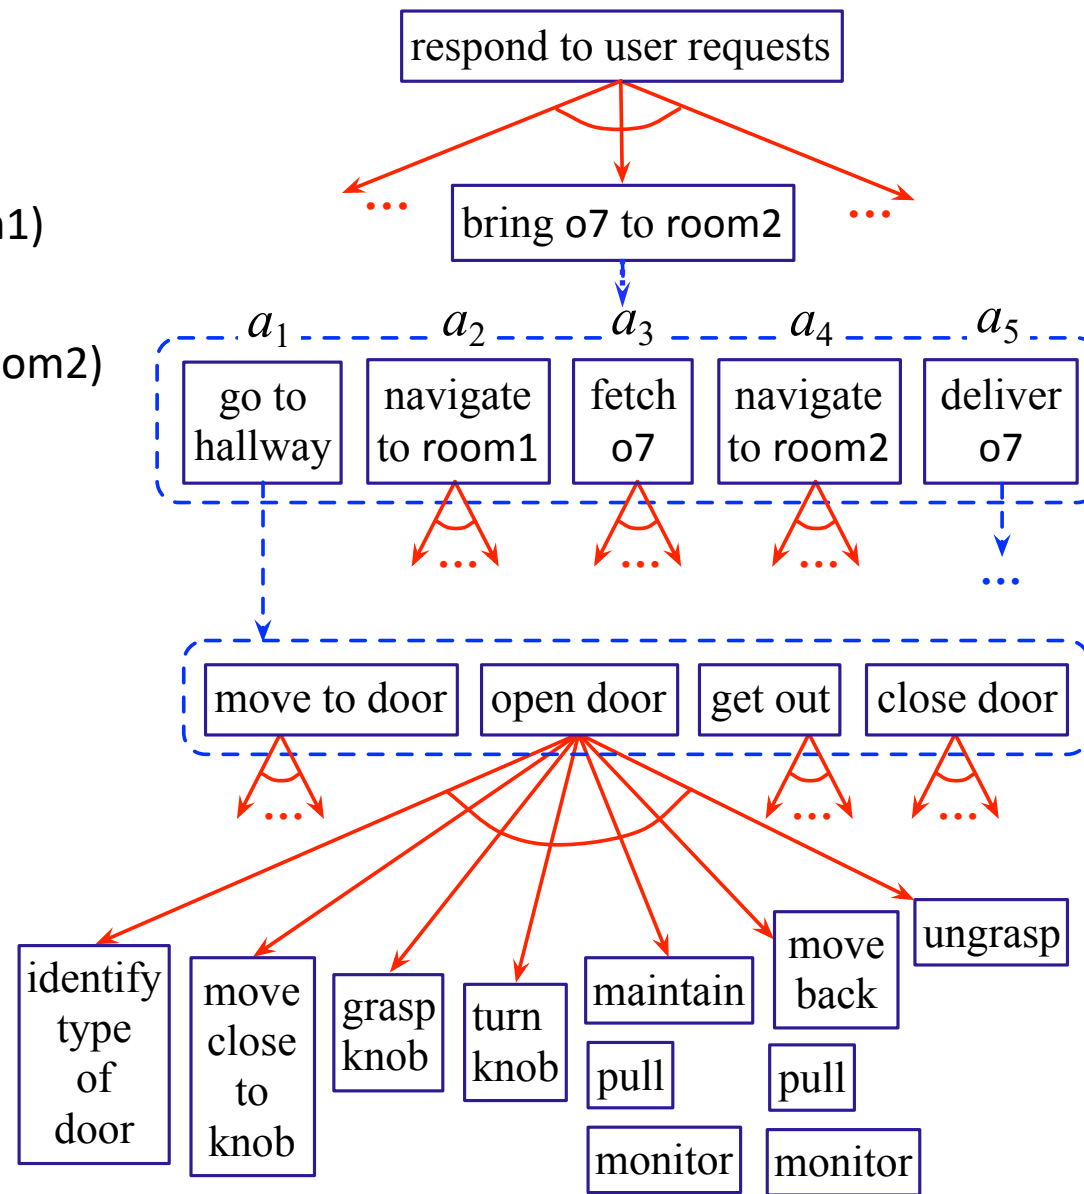 respond to user requests
...
...
n1)
bring o7 to room2
a1
a2
a3
a4
a5
oom2)
go to
hallway
navigate
to room1
fetch
o7
navigate
to room2
deliver
o7
...
...
...
...
move to door
open door
get out
close door
...
...
...
identify
type
of
door
move
close
to
knob
grasp
knob
turn
knob
maintain
pull
monitor
move
back
pull
monitor
ungrasp